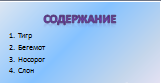 СОДЕРЖАНИЕ
1. Тигр
2. Бегемот
3. Носорог
4. Слон